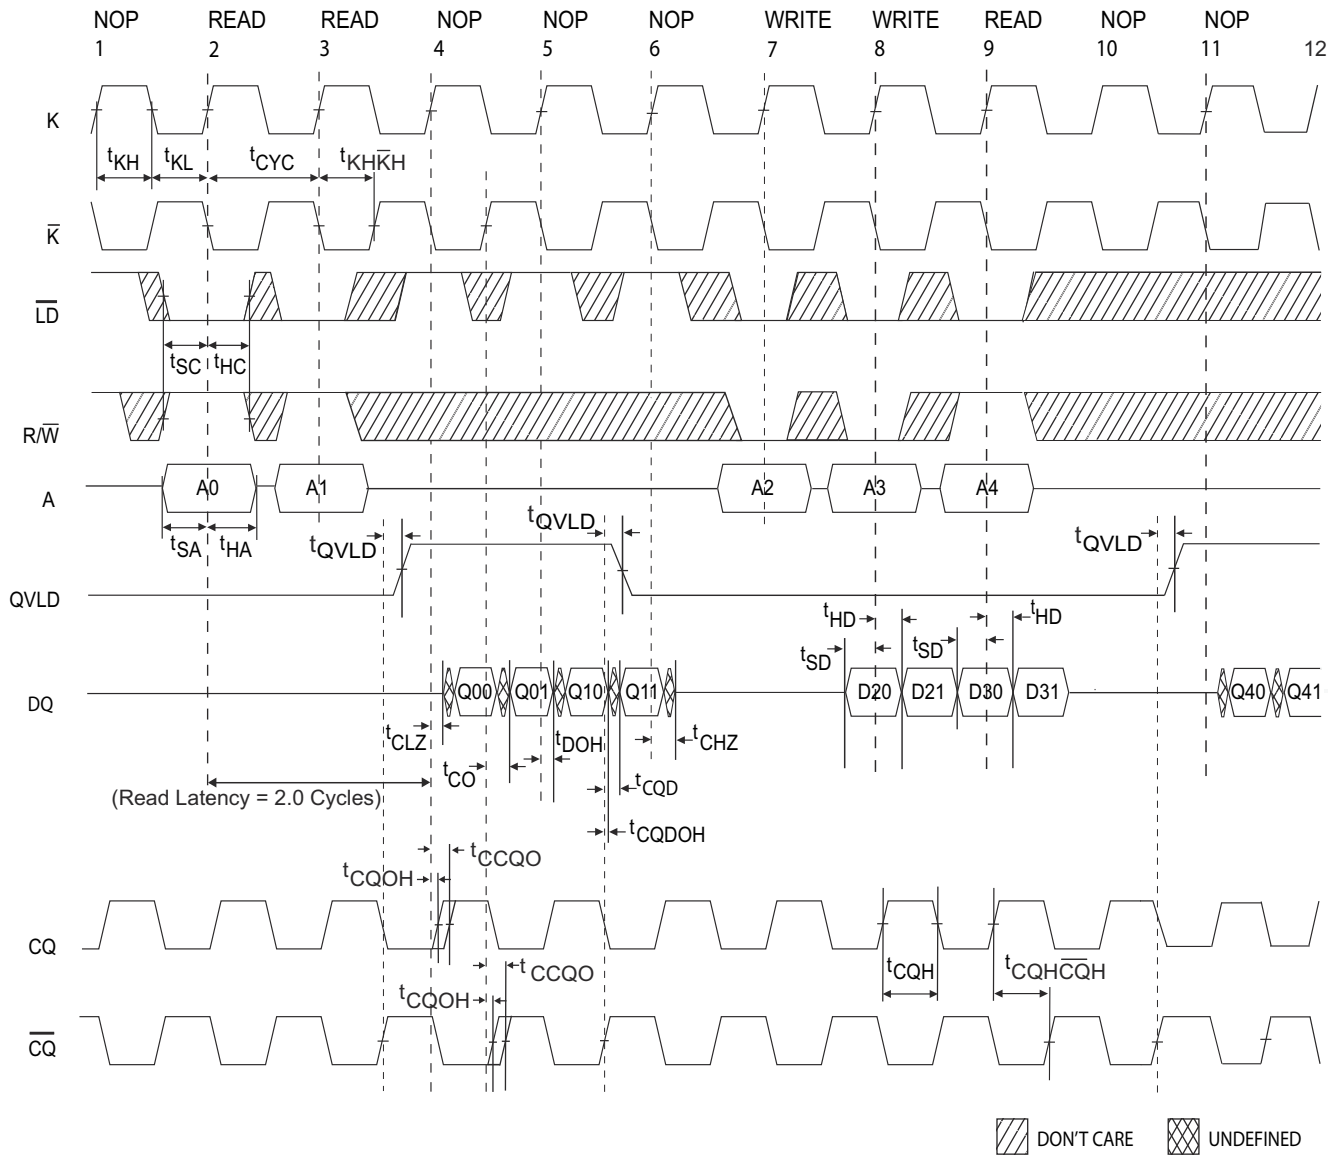 NOP READ READ NOP NOP NOP WRITE WRITE READ NOP NOP
1 2 3 4 5 6 7 8 9 10 11 12
K
tKH tKL tCYC tKHK̅H
K̅
L̅D̅
tSC tHC
R/W̅
A A0 A1 A2 A3 A4
tSA tHA tQVLD tQVLD tQVLD
QVLD
tHD tHD
tSD tSD
DQ Q00 Q01 Q10 Q11 D20 D21 D30 D31 Q40 Q41
tCLZ tDOH tCHZ
tCO tCQD
(Read Latency = 2.0 Cycles)
tCQDOH
tCCQO
tCQOH
CQ
tCCQO tCQH tCQHC̅Q̅H
tCQOH
C̅Q̅
DON'T CARE UNDEFINED